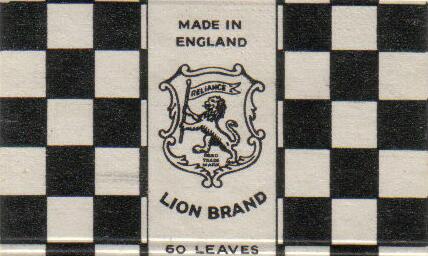 MADE IN
ENGLAND
RELIANCE
REGD
TRADE
MARK
LION BRAND
60 LEAVES